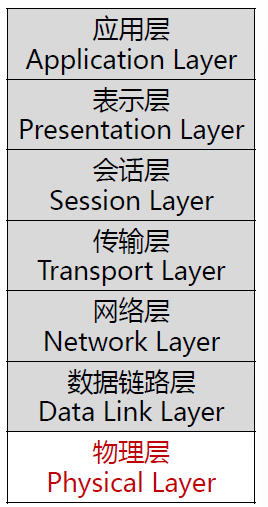 应用层
Application Layer
表示层
Presentation Layer
会话层
Session Layer
传输层
Transport Layer
网络层
Network Layer
数据链路层
Data Link Layer
物理层
Physical Layer